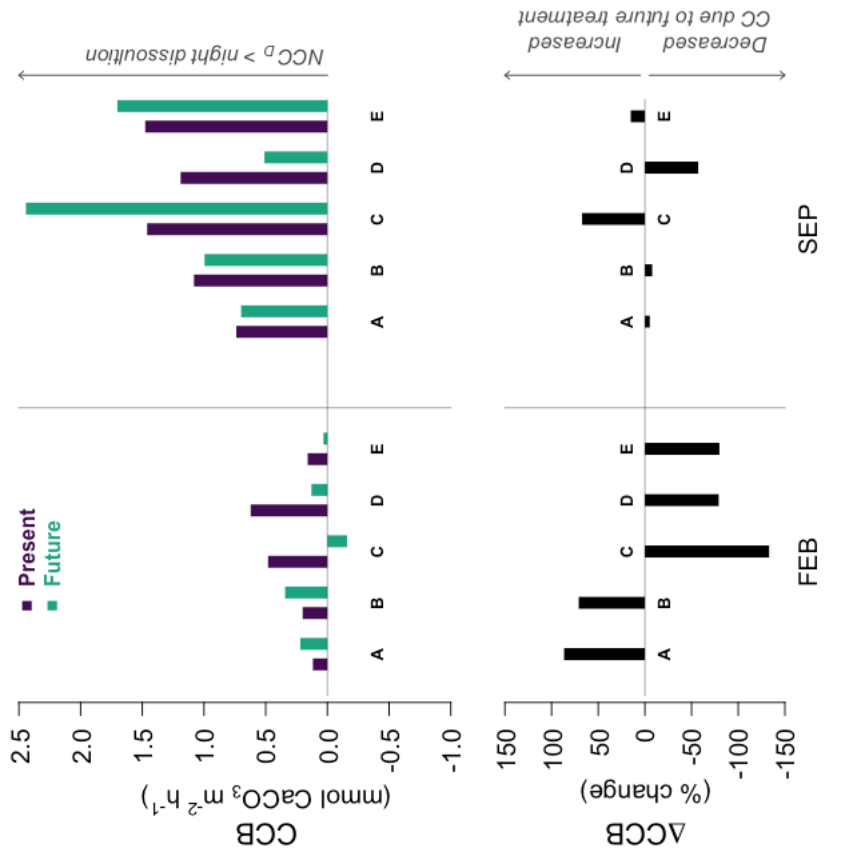 CCB
(mmol CaCO₃ m⁻² h⁻¹)
2.5
2.0
1.5
1.0
0.5
0.0
-0.5
-1.0
Present
Future
NCC D > night dissoultion
A
B
C
D
E
A
B
C
D
E
ΔCCB
(% change)
150
100
50
0
-50
-100
-150
A
B
C
D
E
A
B
C
D
E
Increased
Decreased
CC due to future treatment
FEB
SEP